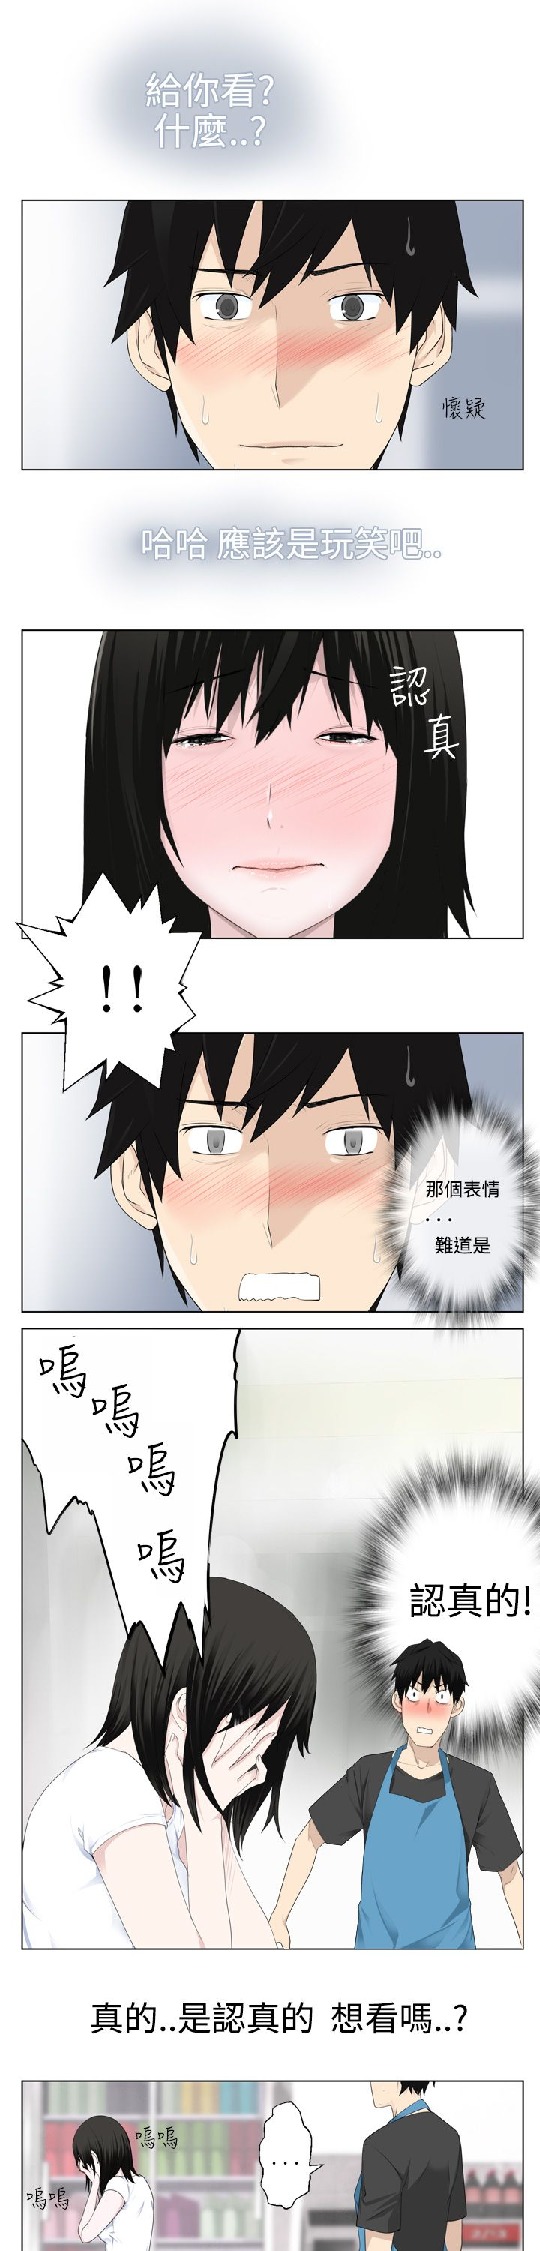 給你看?
什麼..?
懷疑
哈哈 應該是玩笑吧..
認
真
!!
那個表情
...
難道是
嗚
嗚
嗚
嗚
認真的!
真的..是認真的 想看嗎..?
嗚嗚
嗚嗚
...